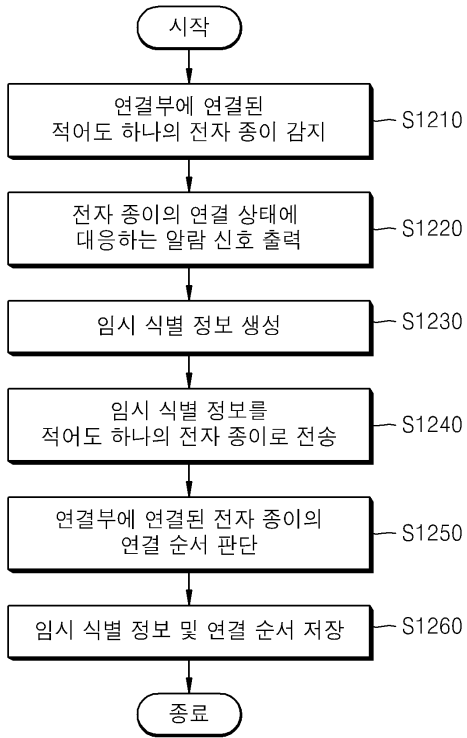 시작
연결부에 연결된
적어도 하나의 전자 종이 감지
S1210
전자 종이의 연결 상태에
대응하는 알람 신호 출력
S1220
임시 식별 정보 생성
S1230
임시 식별 정보를
적어도 하나의 전자 종이로 전송
S1240
연결부에 연결된 전자 종이의
연결 순서 판단
S1250
임시 식별 정보 및 연결 순서 저장
S1260
종료